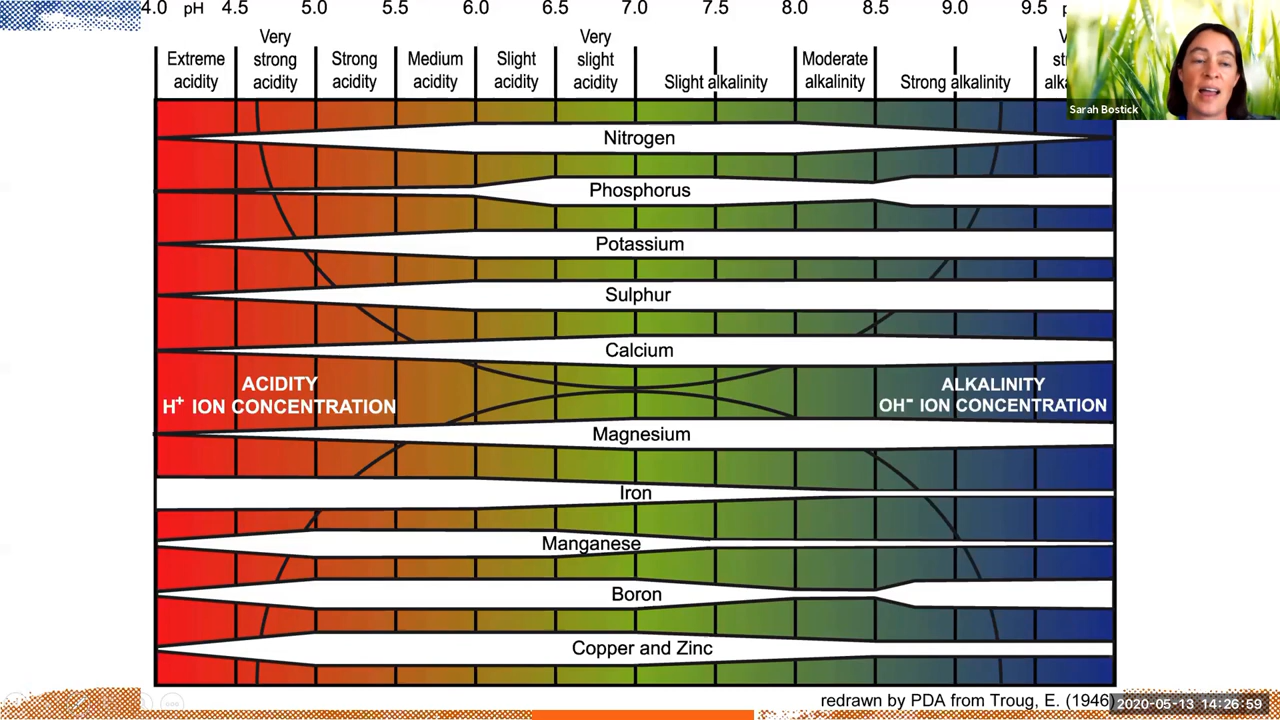 4.0 pH 4.5 5.0 5.5 6.0 6.5 7.0 7.5 8.0 8.5 9.0 9.5
Extreme acidity
Very strong acidity
Strong acidity
Medium acidity
Slight acidity
Very slight acidity
Slight alkalinity
Moderate alkalinity
Strong alkalinity
Sarah Bostick
Nitrogen
Phosphorus
Potassium
Sulphur
Calcium
ACIDITY
H⁺ ION CONCENTRATION
ALKALINITY
OH⁻ ION CONCENTRATION
Magnesium
Iron
Manganese
Boron
Copper and Zinc
redrawn by PDA from Troug, E. (1946)
2020-05-13 14:26:59